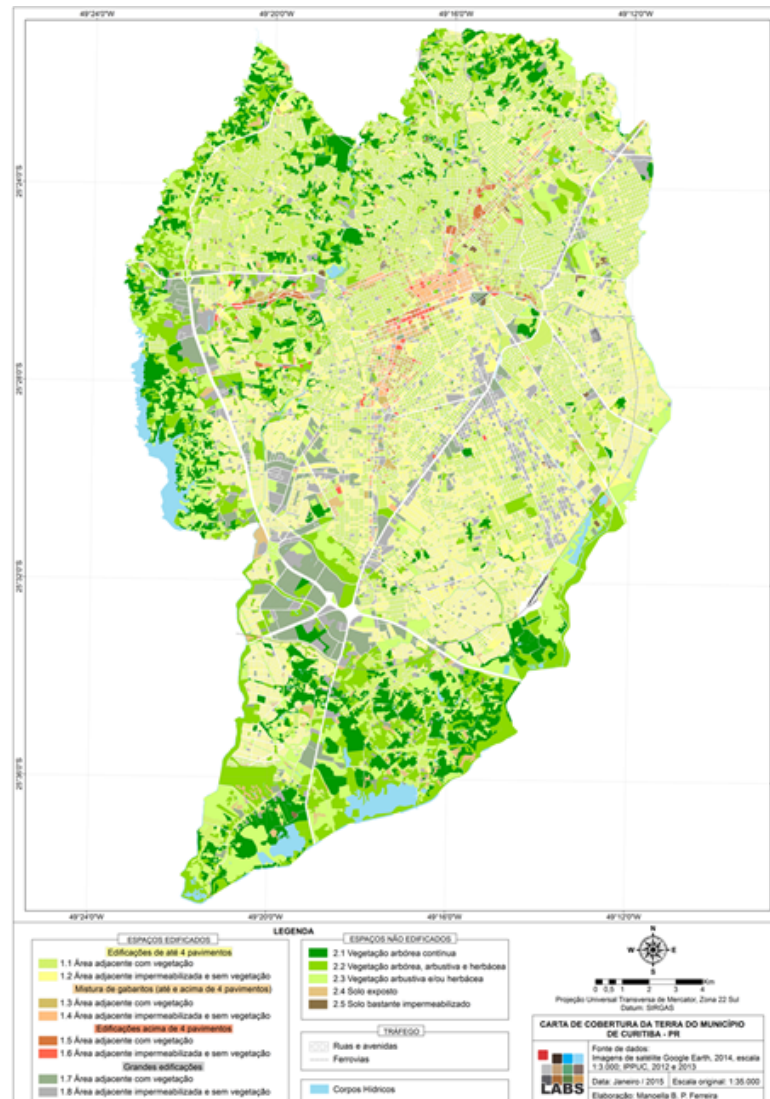 49°24'0"W 49°20'0"W 49°16'0"W 49°12'0"W
25°24'0"S
25°28'0"S
25°32'0"S
25°36'0"S
49°24'0"W 49°20'0"W 49°16'0"W 49°12'0"W
LEGENDA
ESPAÇOS EDIFICADOS
Edificações de até 4 pavimentos
1.1 Área adjacente com vegetação
1.2 Área adjacente impermeabilizada e sem vegetação
Mistura de gabaritos (até e acima de 4 pavimentos)
1.3 Área adjacente com vegetação
1.4 Área adjacente impermeabilizada e sem vegetação
Edificações acima de 4 pavimentos
1.5 Área adjacente com vegetação
1.6 Área adjacente impermeabilizada e sem vegetação
Grandes edificações
1.7 Área adjacente com vegetação
1.8 Área adjacente impermeabilizada e sem vegetação
ESPAÇOS NÃO EDIFICADOS
2.1 Vegetação arbórea contínua
2.2 Vegetação arbórea, arbustiva e herbácea
2.3 Vegetação arbustiva e/ou herbácea
2.4 Solo exposto
2.5 Solo bastante impermeabilizado
TRÁFEGO
Ruas e avenidas
Ferrovias
Corpos Hídricos
N
W E
S
0 0,5 1 2 3 4 Km
Projeção Universal Transversa de Mercator, Zona 22 Sul
Datum: SIRGAS
CARTA DE COBERTURA DA TERRA DO MUNICÍPIO
DE CURITIBA - PR
LABS
Fonte de dados:
Imagens de satélite Google Earth, 2014, escala
1:3.000; IPPUC, 2012 e 2013
Data: Janeiro / 2015 Escala original: 1:35.000
Elaboração: Manoella B. P. Ferreira